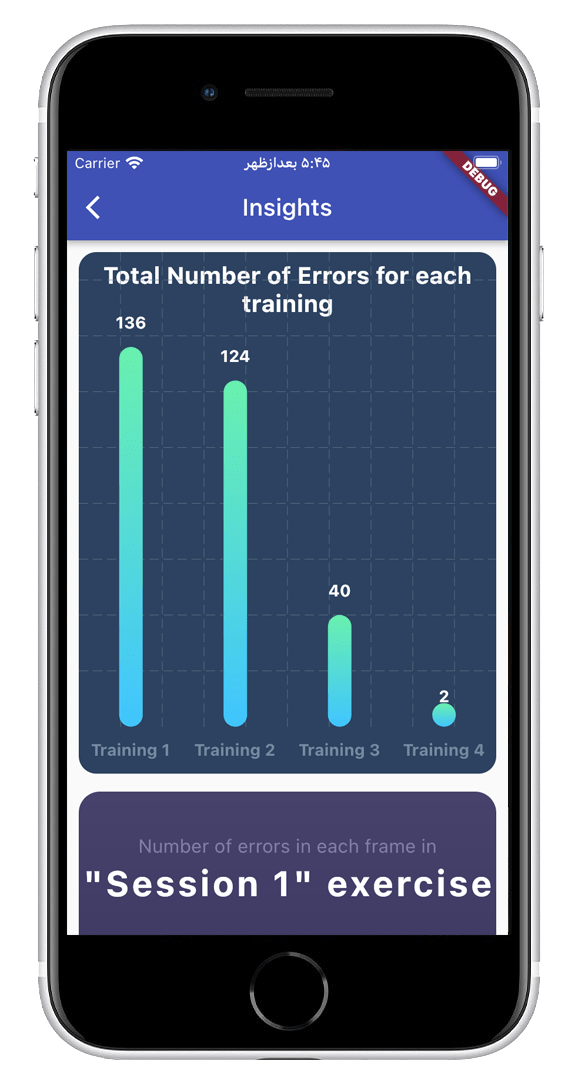 Carrier
۵:۴۵ بعدازظهر
DEBUG
Insights
Total Number of Errors for each
training
136
124
40
2
Training 1
Training 2
Training 3
Training 4
Number of errors in each frame in
"Session 1" exercise